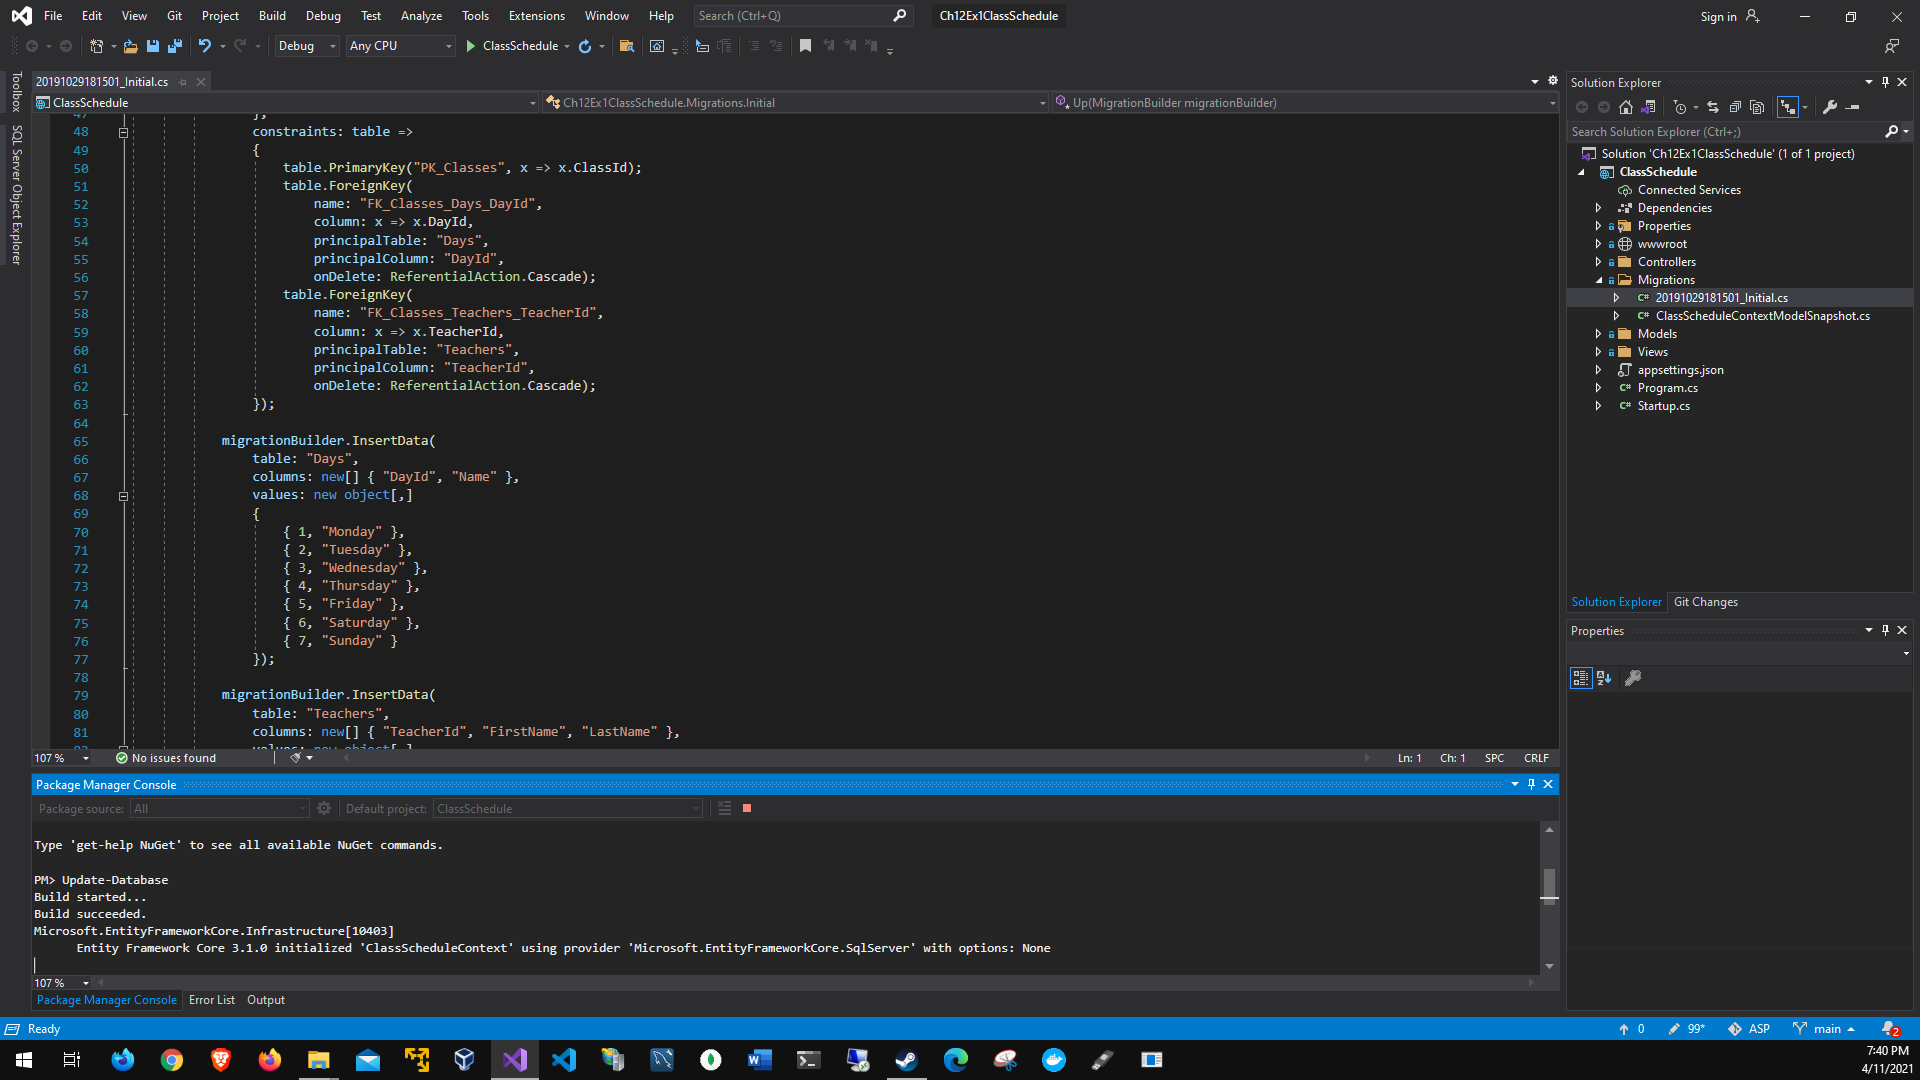 File Edit View Git Project Build Debug Test Analyze Tools Extensions Window Help Search (Ctrl+Q) Ch12Ex1ClassSchedule Sign in
Debug Any CPU ClassSchedule
Toolbox
SQL Server Object Explorer
20191029181501_Initial.cs
ClassSchedule Ch12Ex1ClassSchedule.Migrations.Initial Up(MigrationBuilder migrationBuilder)
47 },
48 constraints: table =>
49 {
50 table.PrimaryKey("PK_Classes", x => x.ClassId);
51 table.ForeignKey(
52 name: "FK_Classes_Days_DayId",
53 column: x => x.DayId,
54 principalTable: "Days",
55 principalColumn: "DayId",
56 onDelete: ReferentialAction.Cascade);
57 table.ForeignKey(
58 name: "FK_Classes_Teachers_TeacherId",
59 column: x => x.TeacherId,
60 principalTable: "Teachers",
61 principalColumn: "TeacherId",
62 onDelete: ReferentialAction.Cascade);
63 });
64
65 migrationBuilder.InsertData(
66 table: "Days",
67 columns: new[] { "DayId", "Name" },
68 values: new object[,]
69 {
70 { 1, "Monday" },
71 { 2, "Tuesday" },
72 { 3, "Wednesday" },
73 { 4, "Thursday" },
74 { 5, "Friday" },
75 { 6, "Saturday" },
76 { 7, "Sunday" }
77 });
78
79 migrationBuilder.InsertData(
80 table: "Teachers",
81 columns: new[] { "TeacherId", "FirstName", "LastName" },
82 values: new object[,]
107 % No issues found Ln: 1 Ch: 1 SPC CRLF
Package Manager Console
Package source: All Default project: ClassSchedule
Type 'get-help NuGet' to see all available NuGet commands.
PM> Update-Database
Build started...
Build succeeded.
Microsoft.EntityFrameworkCore.Infrastructure[10403]
Entity Framework Core 3.1.0 initialized 'ClassScheduleContext' using provider 'Microsoft.EntityFrameworkCore.SqlServer' with options: None
107 %
Package Manager Console Error List Output
Solution Explorer
Search Solution Explorer (Ctrl+;)
Solution 'Ch12Ex1ClassSchedule' (1 of 1 project)
ClassSchedule
Connected Services
Dependencies
Properties
wwwroot
Controllers
Migrations
C# 20191029181501_Initial.cs
C# ClassScheduleContextModelSnapshot.cs
Models
Views
appsettings.json
C# Program.cs
C# Startup.cs
Solution Explorer Git Changes
Properties
Ready 0 99* ASP main 2
7:40 PM
4/11/2021